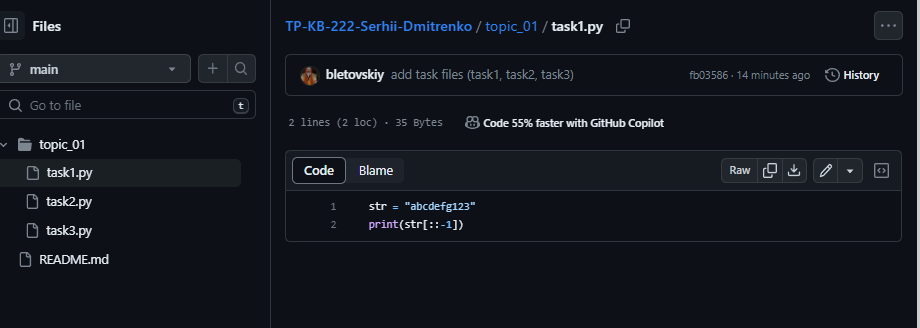 Files
main
Go to file
t
topic_01
task1.py
task2.py
task3.py
README.md
TP-KB-222-Serhii-Dmitrenko / topic_01 / task1.py
bletovskiy add task files (task1, task2, task3)
fb03586 · 14 minutes ago
History
2 lines (2 loc) · 35 Bytes
Code 55% faster with GitHub Copilot
Code
Blame
Raw
1 str = "abcdefg123"
2 print(str[::-1])